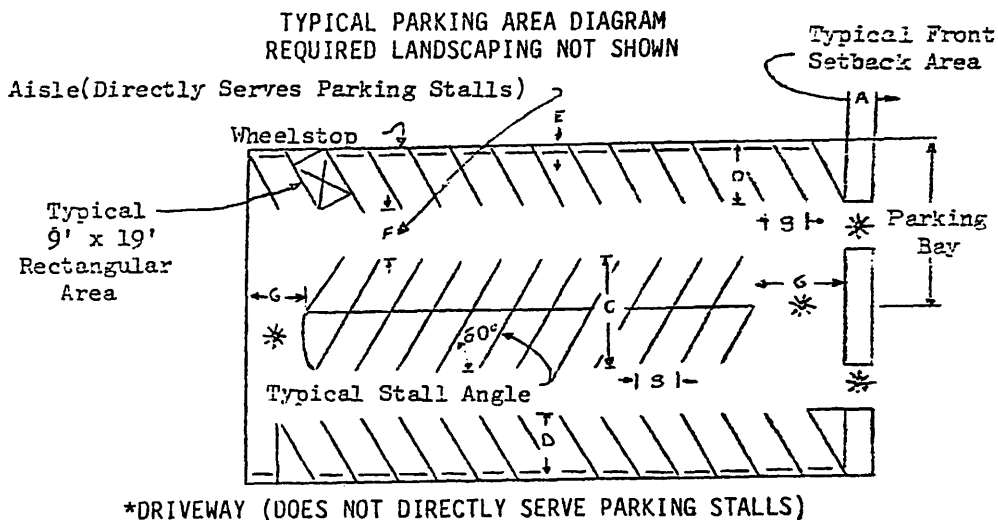 TYPICAL PARKING AREA DIAGRAM
REQUIRED LANDSCAPING NOT SHOWN
Typical Front
Setback Area
Aisle(Directly Serves Parking Stalls)
A
E
Wheelstop
D
Typical
9' x 19'
Rectangular
Area
F
S
Parking
Bay
G
C
G
60°
S
Typical Stall Angle
D
*DRIVEWAY (DOES NOT DIRECTLY SERVE PARKING STALLS)